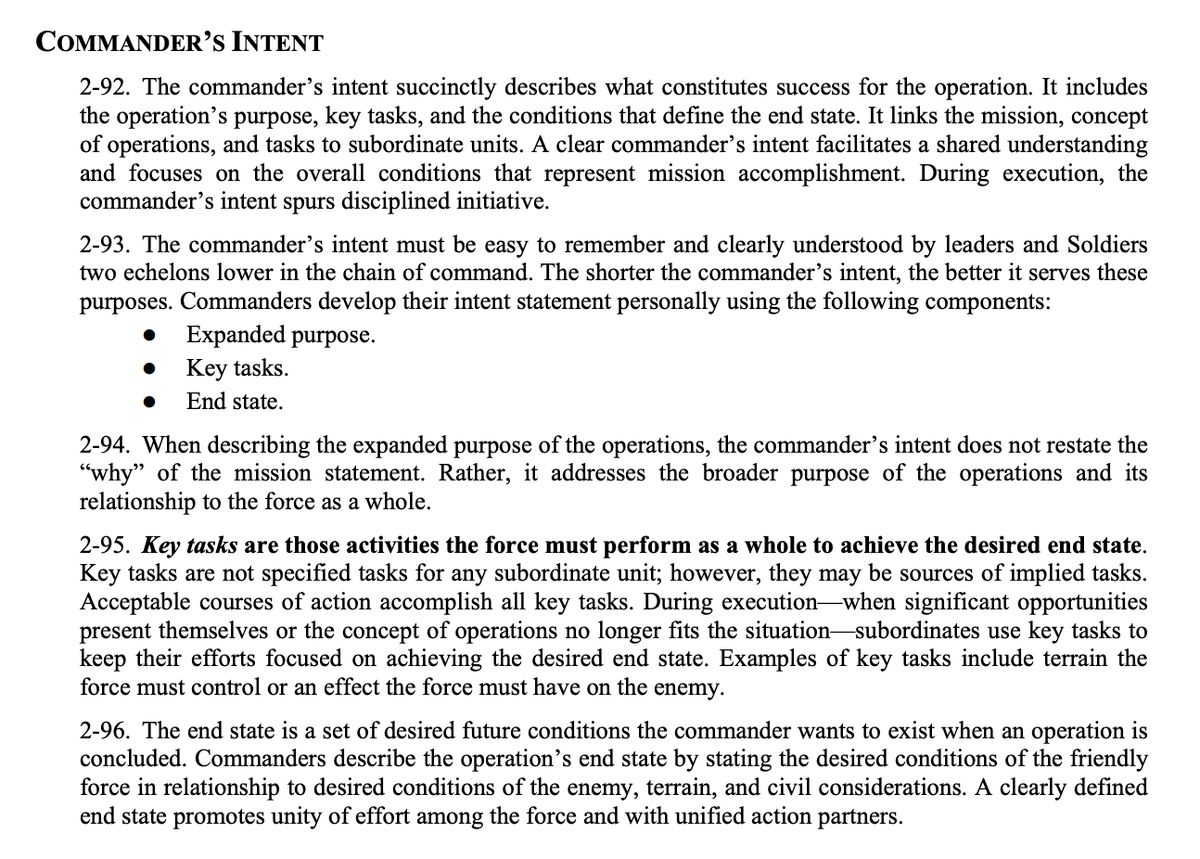 COMMANDER’S INTENT
2-92. The commander’s intent succinctly describes what constitutes success for the operation. It includes
the operation’s purpose, key tasks, and the conditions that define the end state. It links the mission, concept
of operations, and tasks to subordinate units. A clear commander’s intent facilitates a shared understanding
and focuses on the overall conditions that represent mission accomplishment. During execution, the
commander’s intent spurs disciplined initiative.
2-93. The commander’s intent must be easy to remember and clearly understood by leaders and Soldiers
two echelons lower in the chain of command. The shorter the commander’s intent, the better it serves these
purposes. Commanders develop their intent statement personally using the following components:
● Expanded purpose.
● Key tasks.
● End state.
2-94. When describing the expanded purpose of the operations, the commander’s intent does not restate the
“why” of the mission statement. Rather, it addresses the broader purpose of the operations and its
relationship to the force as a whole.
2-95. Key tasks are those activities the force must perform as a whole to achieve the desired end state.
Key tasks are not specified tasks for any subordinate unit; however, they may be sources of implied tasks.
Acceptable courses of action accomplish all key tasks. During execution—when significant opportunities
present themselves or the concept of operations no longer fits the situation—subordinates use key tasks to
keep their efforts focused on achieving the desired end state. Examples of key tasks include terrain the
force must control or an effect the force must have on the enemy.
2-96. The end state is a set of desired future conditions the commander wants to exist when an operation is
concluded. Commanders describe the operation’s end state by stating the desired conditions of the friendly
force in relationship to desired conditions of the enemy, terrain, and civil considerations. A clearly defined
end state promotes unity of effort among the force and with unified action partners.